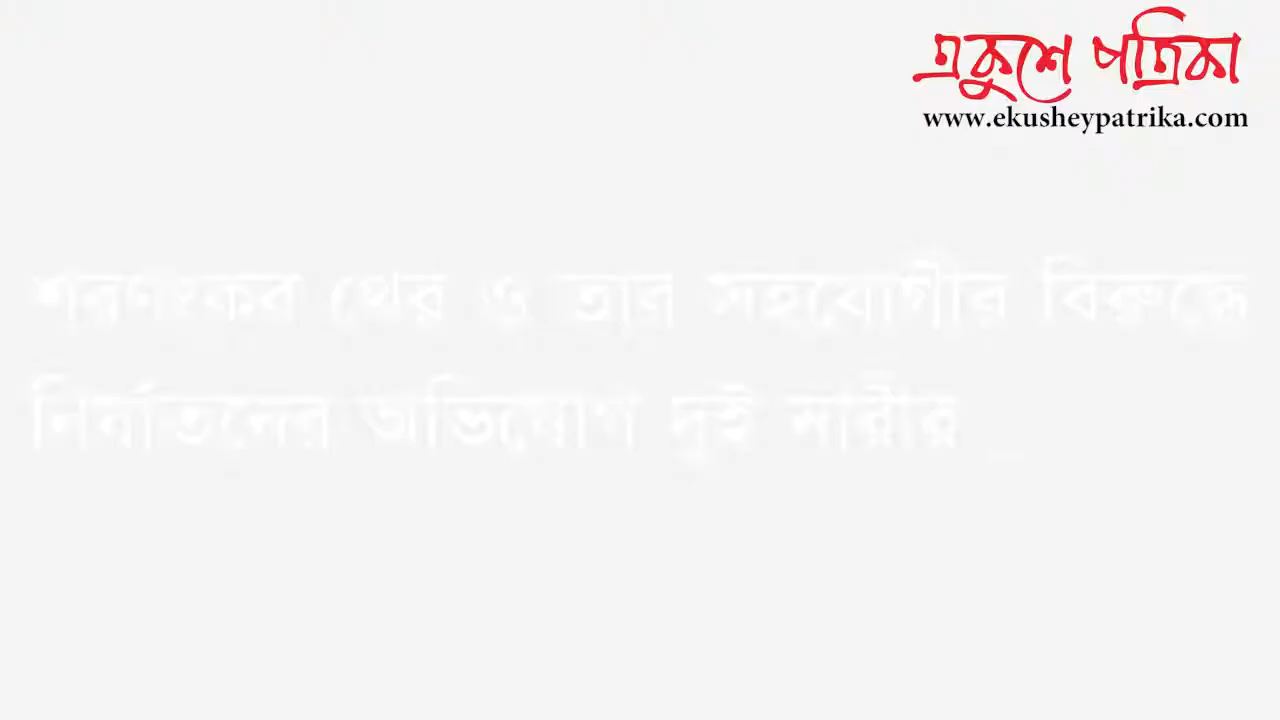 একুশে পত্রিকা
www.ekusheypatrika.com
শরণংকর থের ও তার সহযোগীর বিরুদ্ধে
নির্যাতনের অভিযোগ দুই নারীর _